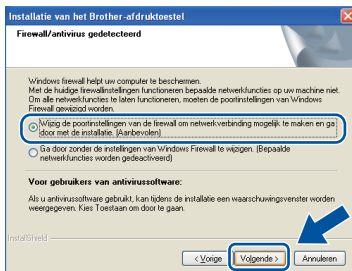 Installatie van het Brother-afdruktoestel
Firewall/antivirus gedetecteerd
Windows firewall helpt uw computer te beschermen.
Met de huidige firewallinstellingen functioneren bepaalde netwerkfuncties op uw machine niet.
Om alle netwerkfuncties te laten functioneren, moeten de poortinstellingen van Windows
Firewall gewijzigd worden.
Wijzig de poortinstellingen van de firewall om netwerkverbinding mogelijk te maken en ga
door met de installatie. (Aanbevolen)
Ga door zonder de instellingen van Windows Firewall te wijzigen. (Bepaalde
netwerkfuncties worden gedeactiveerd)
Voor gebruikers van antivirussoftware:
Als u antivirussoftware gebruikt, kan tijdens de installatie een waarschuwingsvenster worden
weergegeven. Kies Toestaan om door te gaan.
InstallShield
< Vorige
Volgende >
Annuleren